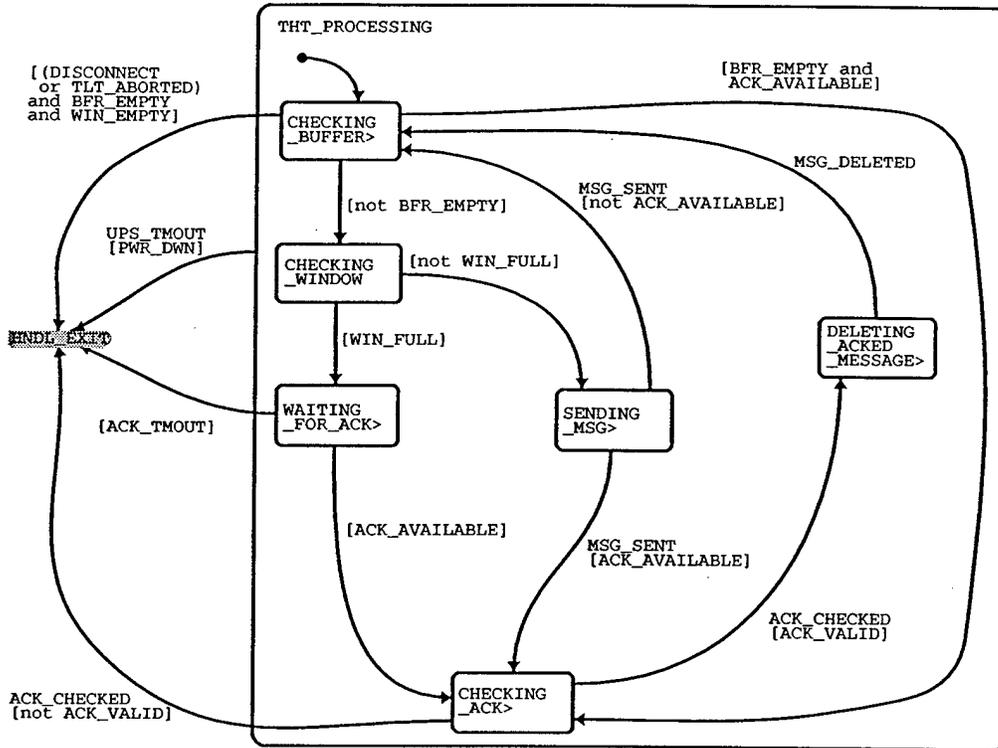 THT_PROCESSING
[(DISCONNECT
or TLT_ABORTED)
and BFR_EMPTY
and WIN_EMPTY]
[BFR_EMPTY and
ACK_AVAILABLE]
CHECKING
_BUFFER>
MSG_DELETED
MSG_SENT
[not ACK_AVAILABLE]
[not BFR_EMPTY]
UPS_TMOUT
[PWR_DWN]
CHECKING
_WINDOW
[not WIN_FULL]
HNDL_EXIT
[WIN_FULL]
DELETING
_ACKED
_MESSAGE>
WAITING
_FOR_ACK>
SENDING
_MSG>
[ACK_TMOUT]
[ACK_AVAILABLE]
MSG_SENT
[ACK_AVAILABLE]
ACK_CHECKED
[ACK_VALID]
CHECKING
_ACK>
ACK_CHECKED
[not ACK_VALID]